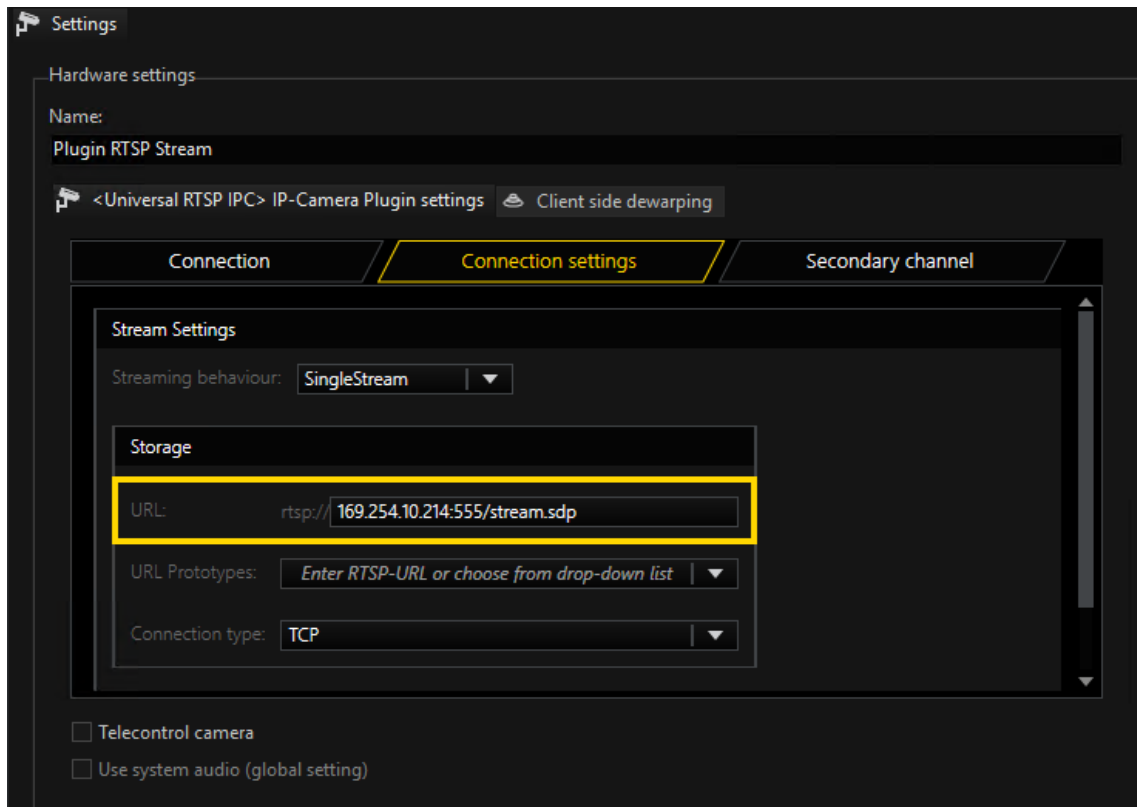 Settings
Hardware settings
Name:
Plugin RTSP Stream
<Universal RTSP IPC> IP-Camera Plugin settings Client side dewarping
Connection Connection settings Secondary channel
Stream Settings
Streaming behaviour: SingleStream
Storage
URL: rtsp:// 169.254.10.214:555/stream.sdp
URL Prototypes: Enter RTSP-URL or choose from drop-down list
Connection type: TCP
Telecontrol camera
Use system audio (global setting)